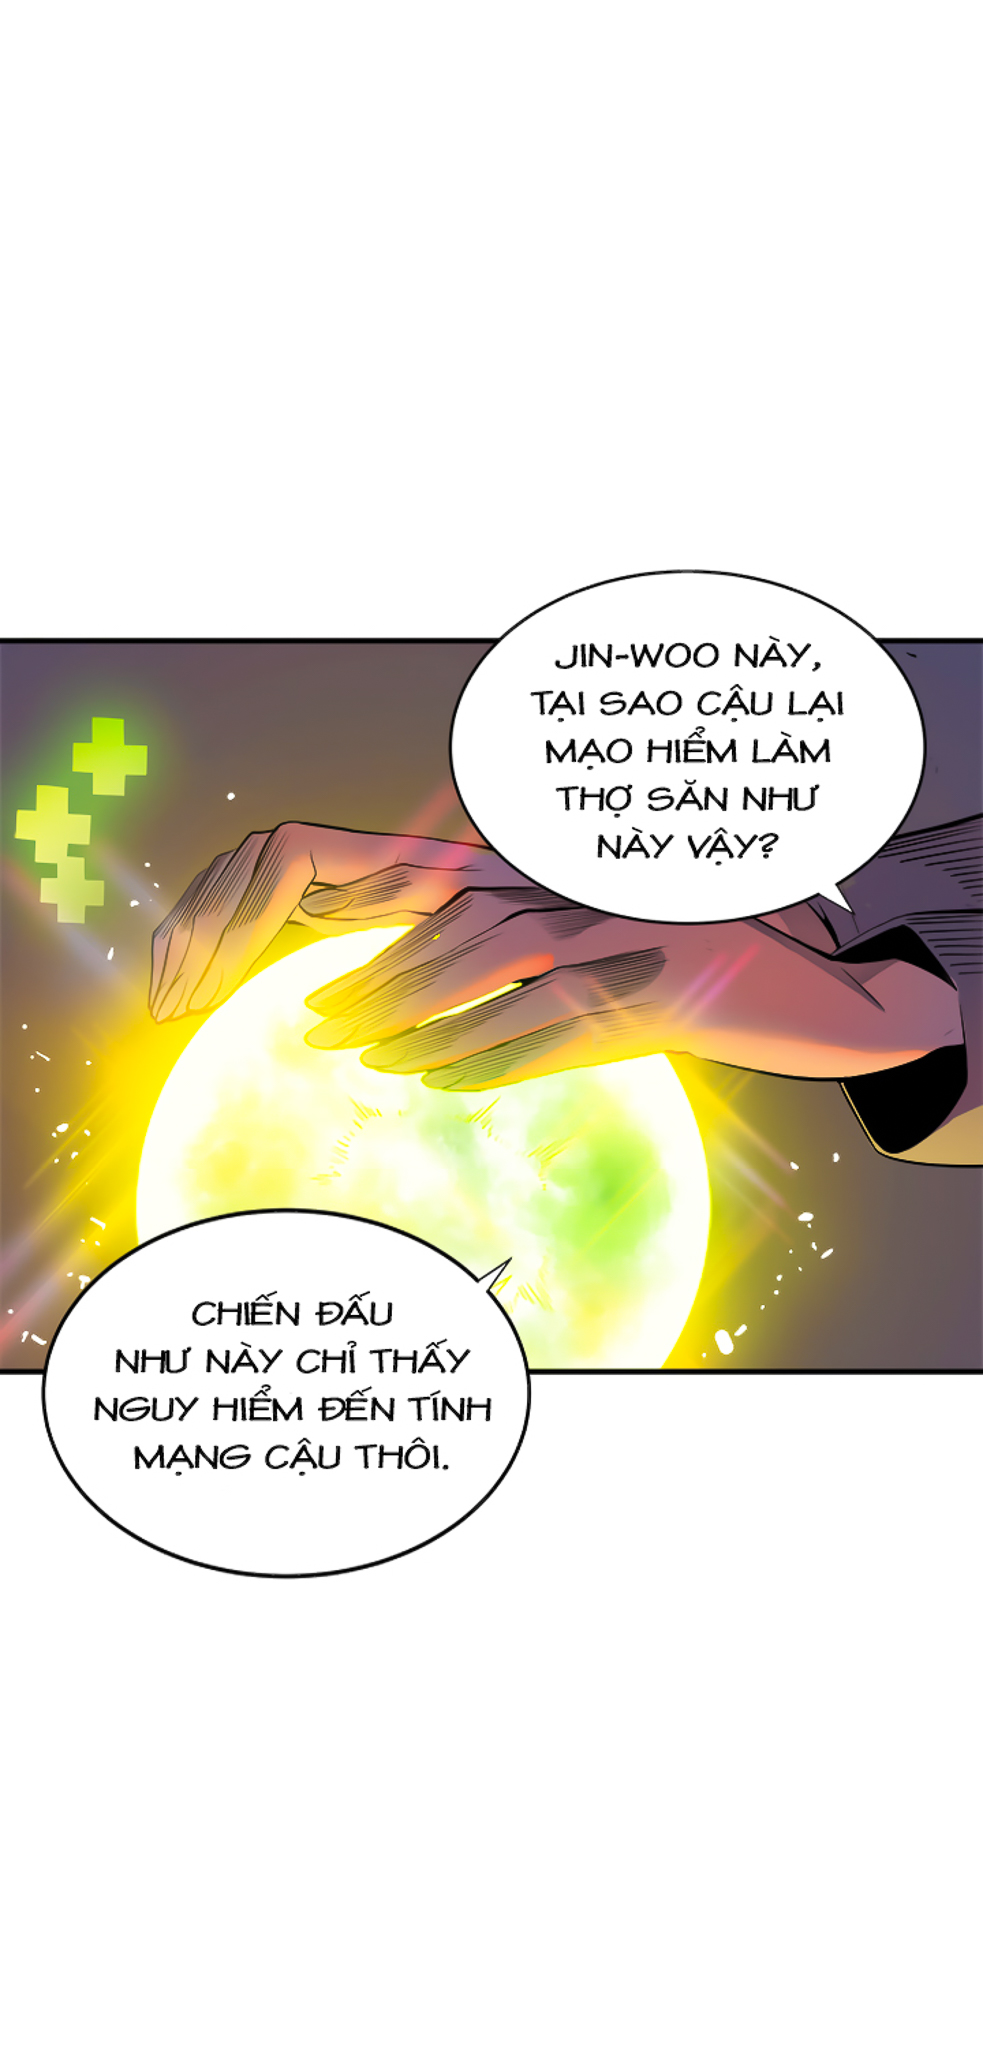 JIN-WOO NÀY,
TẠI SAO CẬU LẠI
MẠO HIỂM LÀM
THỢ SĂN NHƯ
NÀY VẬY?
CHIẾN ĐẤU
NHƯ NÀY CHỈ THẤY
NGUY HIỂM ĐẾN TÍNH
MẠNG CẬU THÔI.